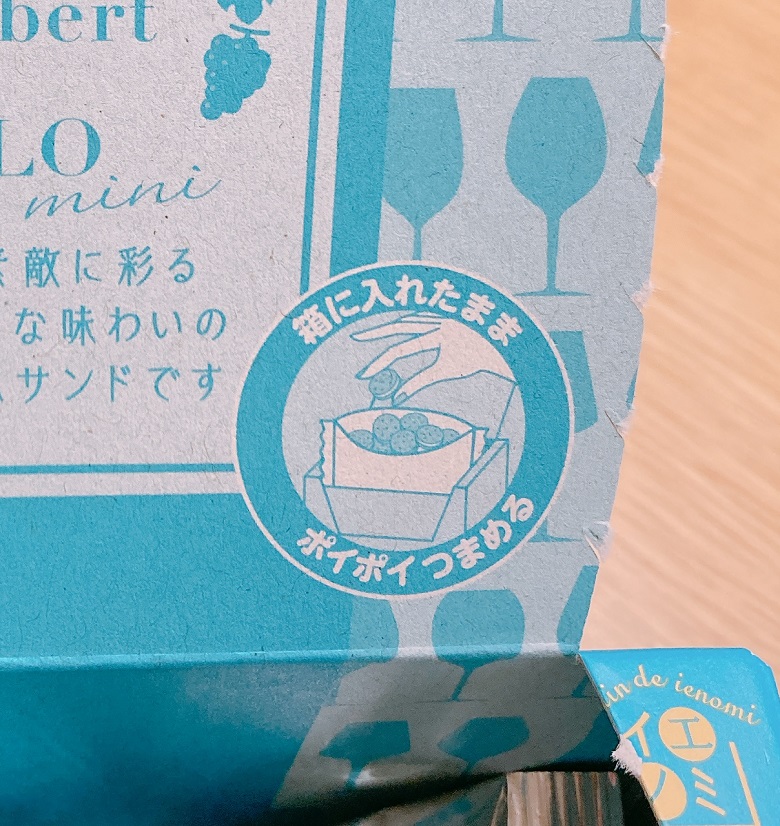 bert
LO
mini
敵に彩る
な味わいの
サンドです
箱に入れたまま
ポイポイつまめる
in de ienomi
イエ
ノミ